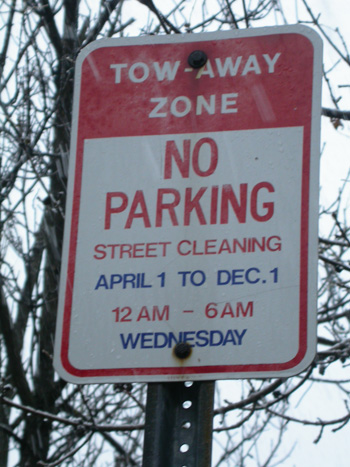 TOW-AWAY
ZONE
NO
PARKING
STREET CLEANING
APRIL 1 TO DEC. 1
12 AM - 6 AM
WEDNESDAY